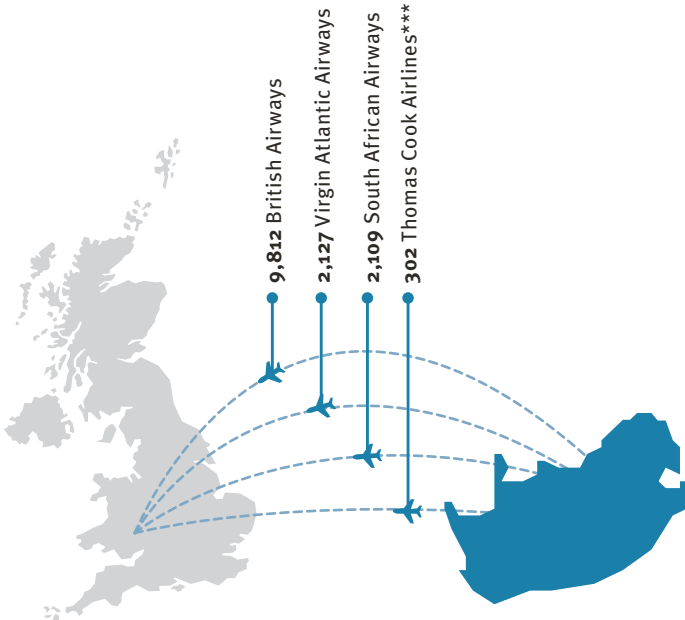 9,812 British Airways
2,127 Virgin Atlantic Airways
2,109 South African Airways
302 Thomas Cook Airlines***